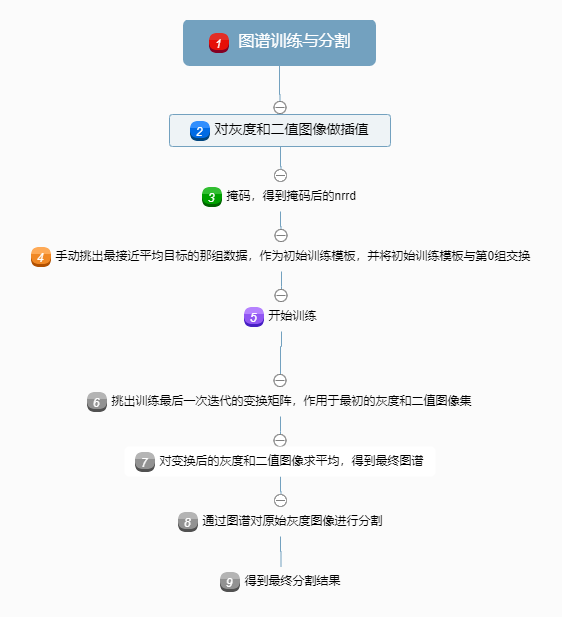 1 图谱训练与分割
2 对灰度和二值图像做插值
3 掩码，得到掩码后的nrrd
4 手动挑出最接近平均目标的那组数据，作为初始训练模板，并将初始训练模板与第0组交换
5 开始训练
6 挑出训练最后一次迭代的变换矩阵，作用于最初的灰度和二值图像集
7 对变换后的灰度和二值图像求平均，得到最终图谱
8 通过图谱对原始灰度图像进行分割
9 得到最终分割结果